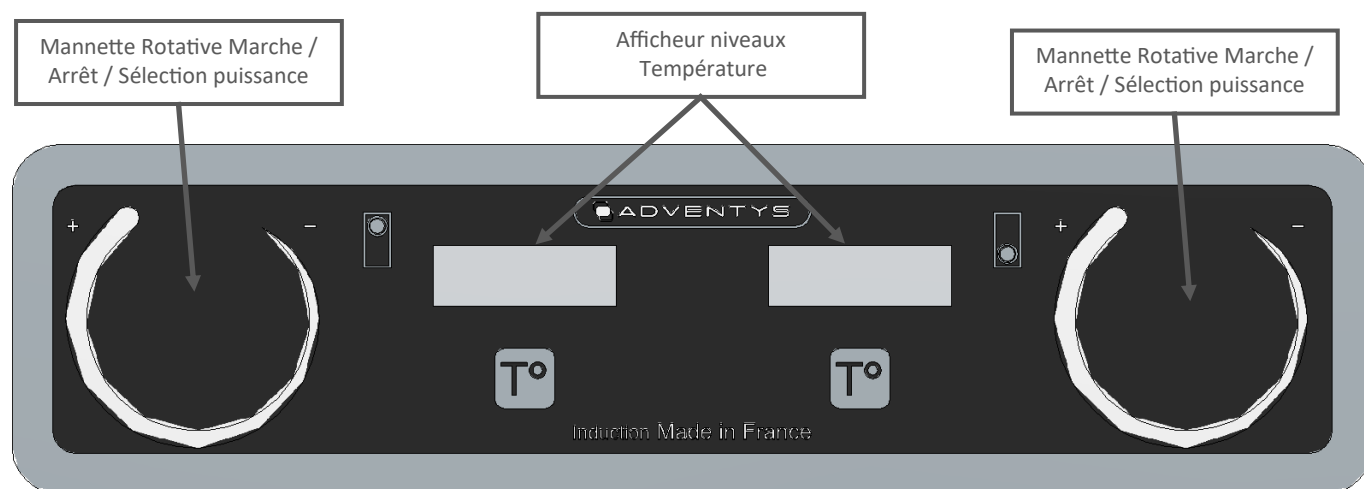 Mannette Rotative Marche /
Arrêt / Sélection puissance
Afficheur niveaux
Température
Mannette Rotative Marche /
Arrêt / Sélection puissance
+
−
ADVENTYS
+
−
T°
T°
Induction Made in France